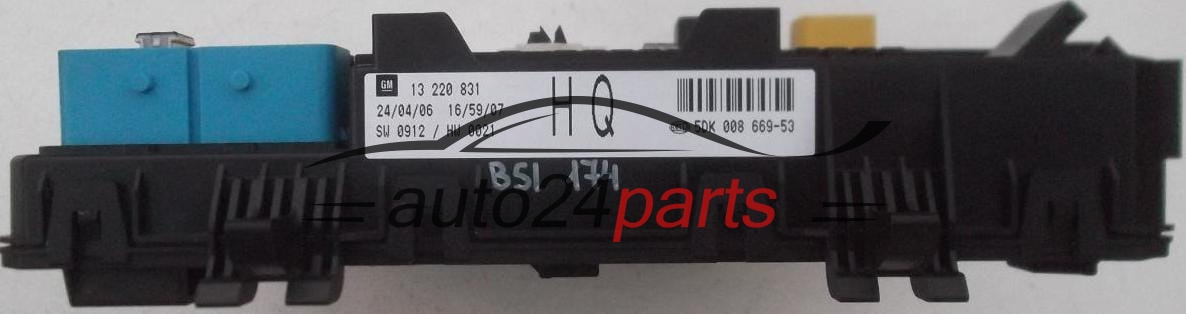 GM 13 220 831
24/04/06 16/59/07
SW 0912 / HW 0021
HQ
5DK 008 669-53
BSI 174
auto24parts